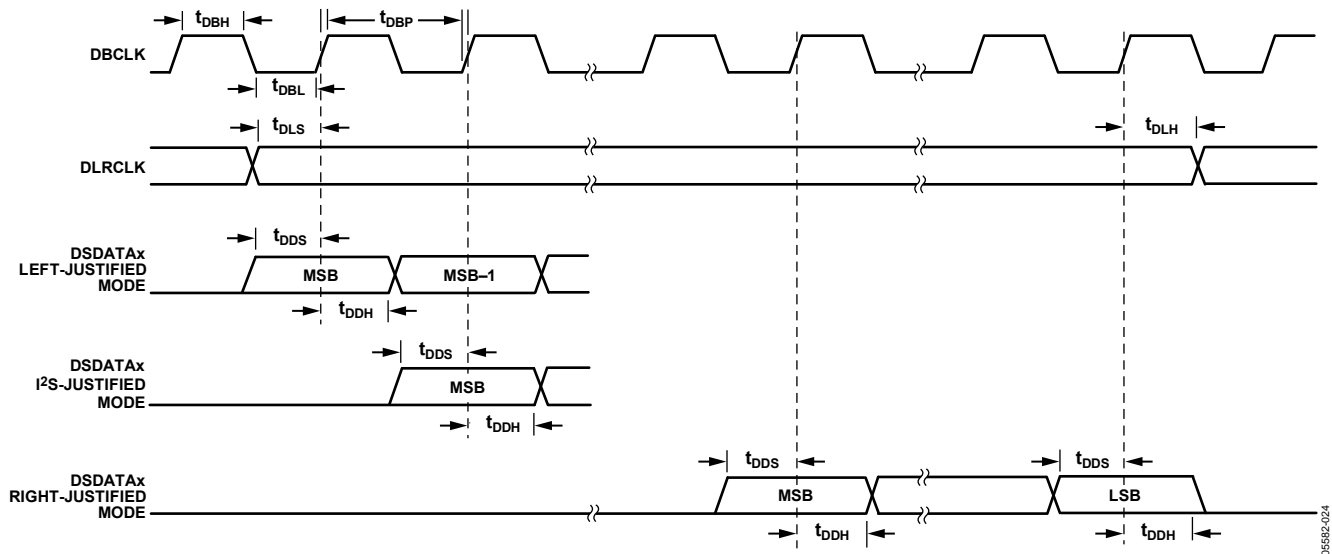 tDBH
tDBP
DBCLK
tDBL
tDLS
tDLH
DLRCLK
tDDS
DSDATAx
LEFT-JUSTIFIED
MODE
MSB
MSB–1
tDDH
tDDS
DSDATAx
I2S-JUSTIFIED
MODE
MSB
tDDH
tDDS
tDDS
DSDATAx
RIGHT-JUSTIFIED
MODE
MSB
LSB
tDDH
tDDH
05582-024